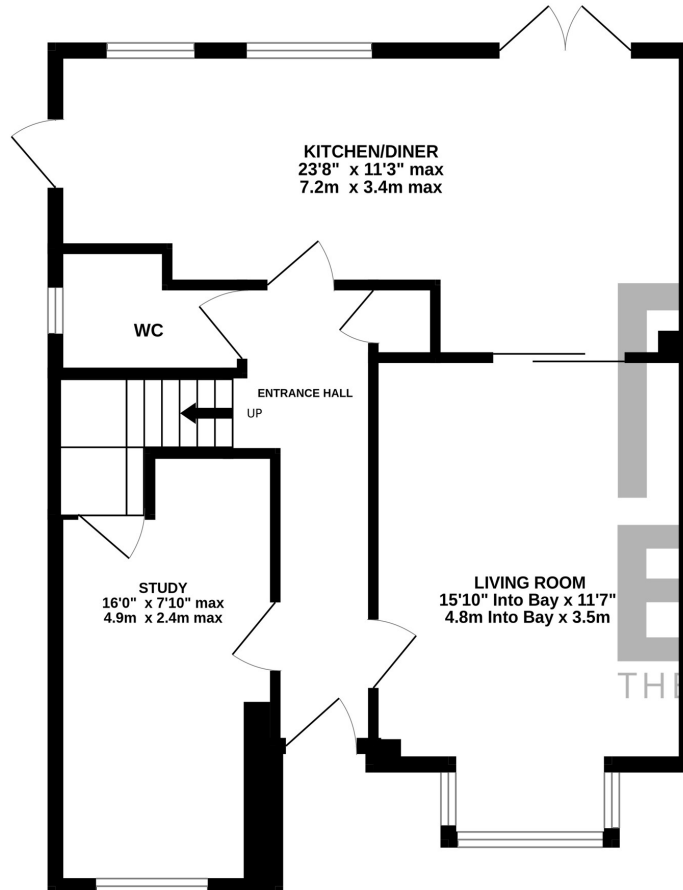 KITCHEN/DINER
23'8" x 11'3" max
7.2m x 3.4m max
WC
ENTRANCE HALL
UP
STUDY
16'0" x 7'10" max
4.9m x 2.4m max
LIVING ROOM
15'10" Into Bay x 11'7"
4.8m Into Bay x 3.5m
THE